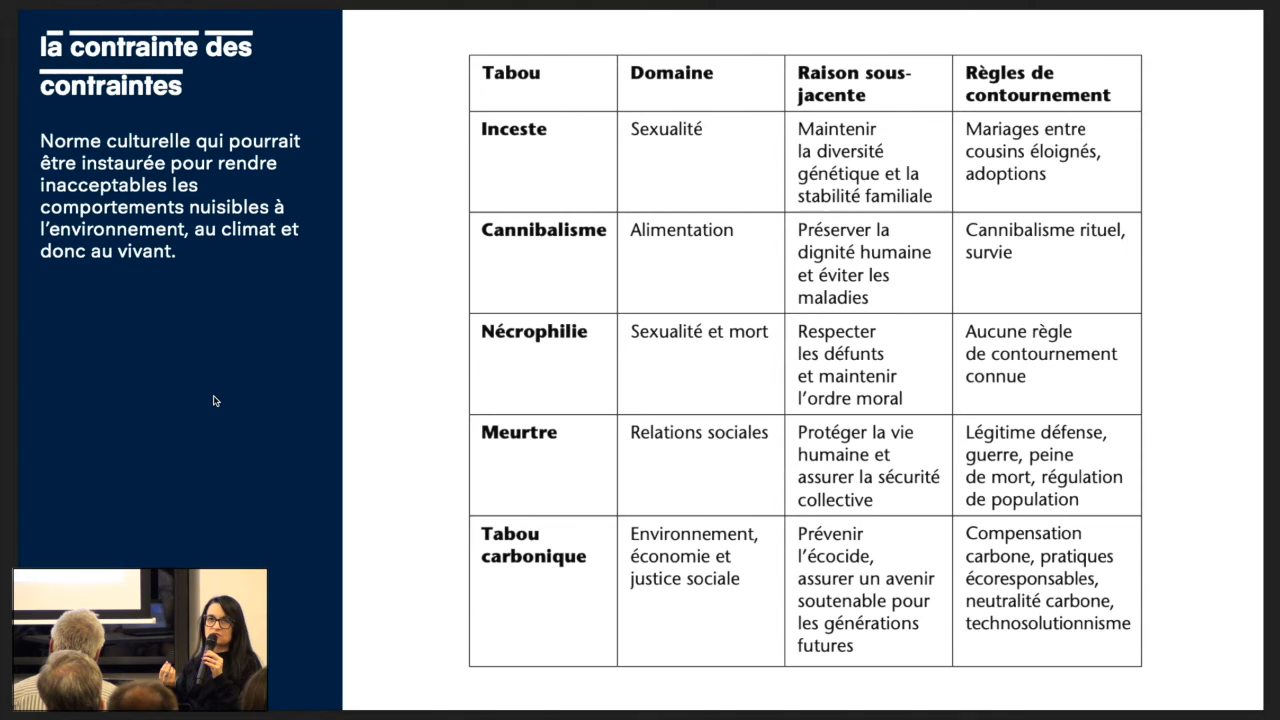 la contrainte des
contraintes
Norme culturelle qui pourrait
être instaurée pour rendre
inacceptables les
comportements nuisibles à
l'environnement, au climat et
donc au vivant.
Tabou
Domaine
Raison sous-
jacente
Règles de
contournement
Inceste
Sexualité
Maintenir
la diversité
génétique et la
stabilité familiale
Mariages entre
cousins éloignés,
adoptions
Cannibalisme
Alimentation
Préserver la
dignité humaine
et éviter les
maladies
Cannibalisme rituel,
survie
Nécrophilie
Sexualité et mort
Respecter
les défunts
et maintenir
l'ordre moral
Aucune règle
de contournement
connue
Meurtre
Relations sociales
Protéger la vie
humaine et
assurer la sécurité
collective
Légitime défense,
guerre, peine
de mort, régulation
de population
Tabou
carbonique
Environnement,
économie et
justice sociale
Prévenir
l'écocide,
assurer un avenir
soutenable pour
les générations
futures
Compensation
carbone, pratiques
écoresponsables,
neutralité carbone,
technosolutionnisme